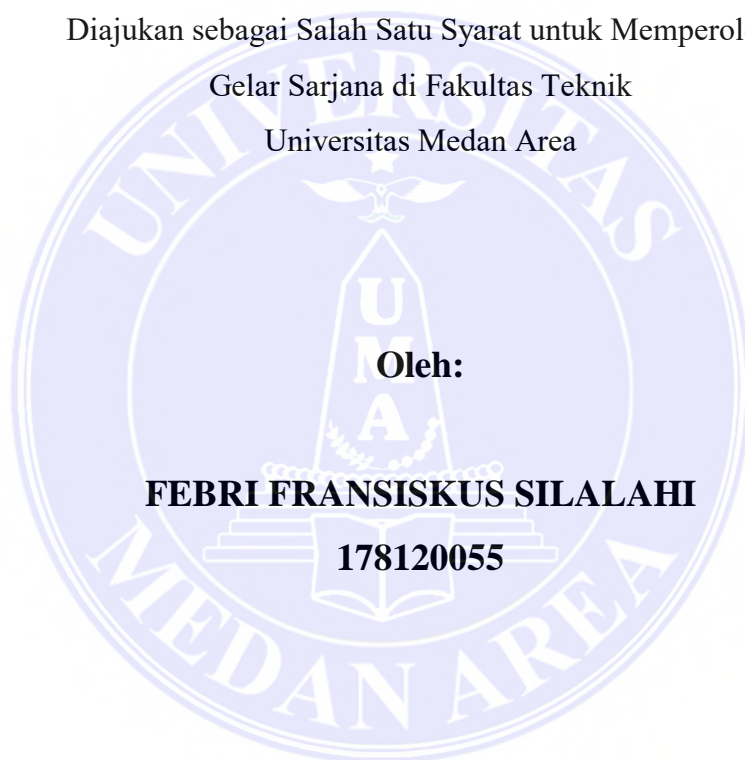 Diajukan sebagai Salah Satu Syarat untuk Memperol
Gelar Sarjana di Fakultas Teknik
Universitas Medan Area
UNIVERSITAS
U
M
A
Oleh:
FEBRI FRANSISKUS SILALAHI
178120055
MEDAN AREA